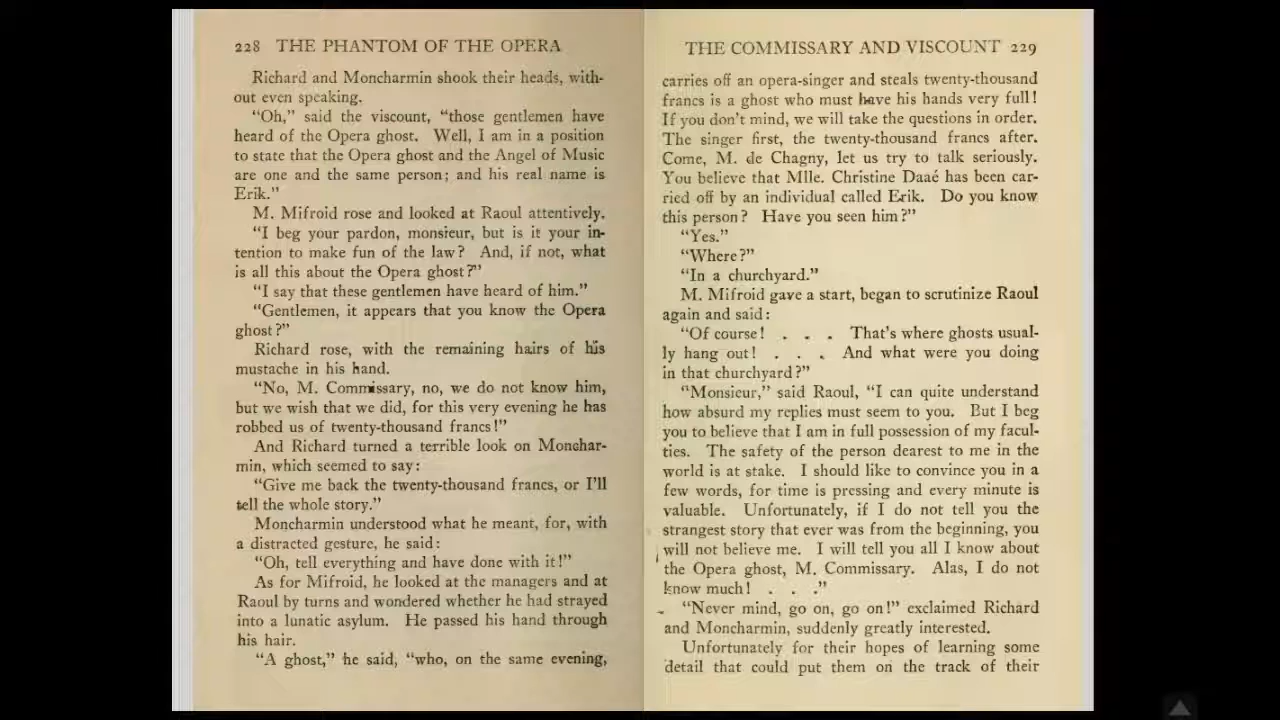 228 THE PHANTOM OF THE OPERA
Richard and Moncharmin shook their heads, with-
out even speaking.
“Oh,” said the viscount, “those gentlemen have
heard of the Opera ghost. Well, I am in a position
to state that the Opera ghost and the Angel of Music
are one and the same person; and his real name is
Erik.”
M. Mifroid rose and looked at Raoul attentively.
“I beg your pardon, monsieur, but is it your in-
tention to make fun of the law? And, if not, what
is all this about the Opera ghost?”
“I say that these gentlemen have heard of him.”
“Gentlemen, it appears that you know the Opera
ghost?”
Richard rose, with the remaining hairs of his
mustache in his hand.
“No, M. Commissary, no, we do not know him,
but we wish that we did, for this very evening he has
robbed us of twenty-thousand francs!”
And Richard turned a terrible look on Monchar-
min, which seemed to say:
“Give me back the twenty-thousand francs, or I’ll
tell the whole story.”
Moncharmin understood what he meant, for, with
a distracted gesture, he said:
“Oh, tell everything and have done with it!”
As for Mifroid, he looked at the managers and at
Raoul by turns and wondered whether he had strayed
into a lunatic asylum. He passed his hand through
his hair.
“A ghost,” he said, “who, on the same evening,
THE COMMISSARY AND VISCOUNT 229
carries off an opera-singer and steals twenty-thousand
francs is a ghost who must have his hands very full!
If you don’t mind, we will take the questions in order.
The singer first, the twenty-thousand francs after.
Come, M. de Chagny, let us try to talk seriously.
You believe that Mlle. Christine Daaé has been car-
ried off by an individual called Erik. Do you know
this person? Have you seen him?”
“Yes.”
“Where?”
“In a churchyard.”
M. Mifroid gave a start, began to scrutinize Raoul
again and said:
“Of course! . . . That’s where ghosts usual-
ly hang out! . . . And what were you doing
in that churchyard?”
“Monsieur,” said Raoul, “I can quite understand
how absurd my replies must seem to you. But I beg
you to believe that I am in full possession of my facul-
ties. The safety of the person dearest to me in the
world is at stake. I should like to convince you in a
few words, for time is pressing and every minute is
valuable. Unfortunately, if I do not tell you the
strangest story that ever was from the beginning, you
will not believe me. I will tell you all I know about
the Opera ghost, M. Commissary. Alas, I do not
know much! . . .”
“Never mind, go on, go on!” exclaimed Richard
and Moncharmin, suddenly greatly interested.
Unfortunately for their hopes of learning some
detail that could put them on the track of their